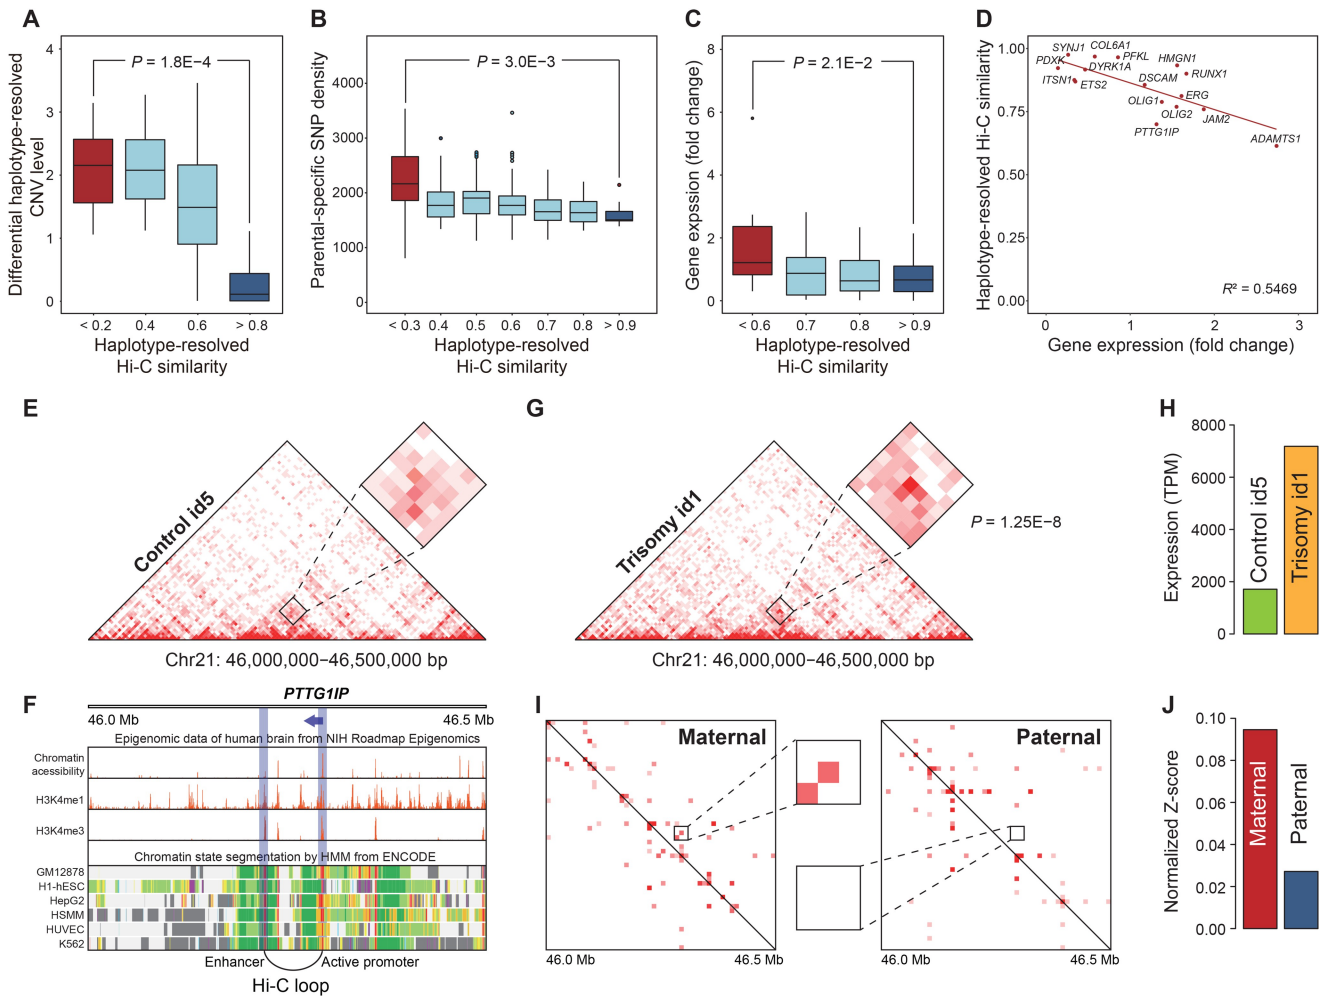 A
B
C
D
Differential haplotype-resolved
CNV level
4
3
2
1
0
P = 1.8E−4
< 0.2 0.4 0.6 > 0.8
Haplotype-resolved
Hi-C similarity
Parental-specific SNP density
4000
3000
2000
1000
0
P = 3.0E−3
< 0.3 0.4 0.5 0.6 0.7 0.8 > 0.9
Haplotype-resolved
Hi-C similarity
Gene expssion (fold change)
8
6
4
2
0
P = 2.1E−2
< 0.6 0.7 0.8 > 0.9
Haplotype-resolved
Hi-C similarity
Haplotype-resolved Hi-C similarity
1.00
0.75
0.50
0.25
0.00
SYNJ1 COL6A1
PDXK PFKL HMGN1
DYRK1A RUNX1
ITSN1 ETS2 DSCAM
OLIG1 ERG
OLIG2 JAM2
PTTG1IP
ADAMTS1
R² = 0.5469
0 1 2 3
Gene expression (fold change)
E
Control id5
Chr21: 46,000,000−46,500,000 bp
G
Trisomy id1
P = 1.25E−8
Chr21: 46,000,000−46,500,000 bp
H
Expression (TPM)
8000
6000
4000
2000
0
Control id5
Trisomy id1
F
PTTG1IP
46.0 Mb 46.5 Mb
Epigenomic data of human brain from NIH Roadmap Epigenomics
Chromatin
acessibility
H3K4me1
H3K4me3
Chromatin state segmentation by HMM from ENCODE
GM12878
H1-hESC
HepG2
HSMM
HUVEC
K562
Enhancer Active promoter
Hi-C loop
I
Maternal
46.0 Mb 46.5 Mb
Paternal
46.0 Mb 46.5 Mb
J
Normalized Z-score
0.10
0.08
0.06
0.04
0.02
0.00
Maternal
Paternal